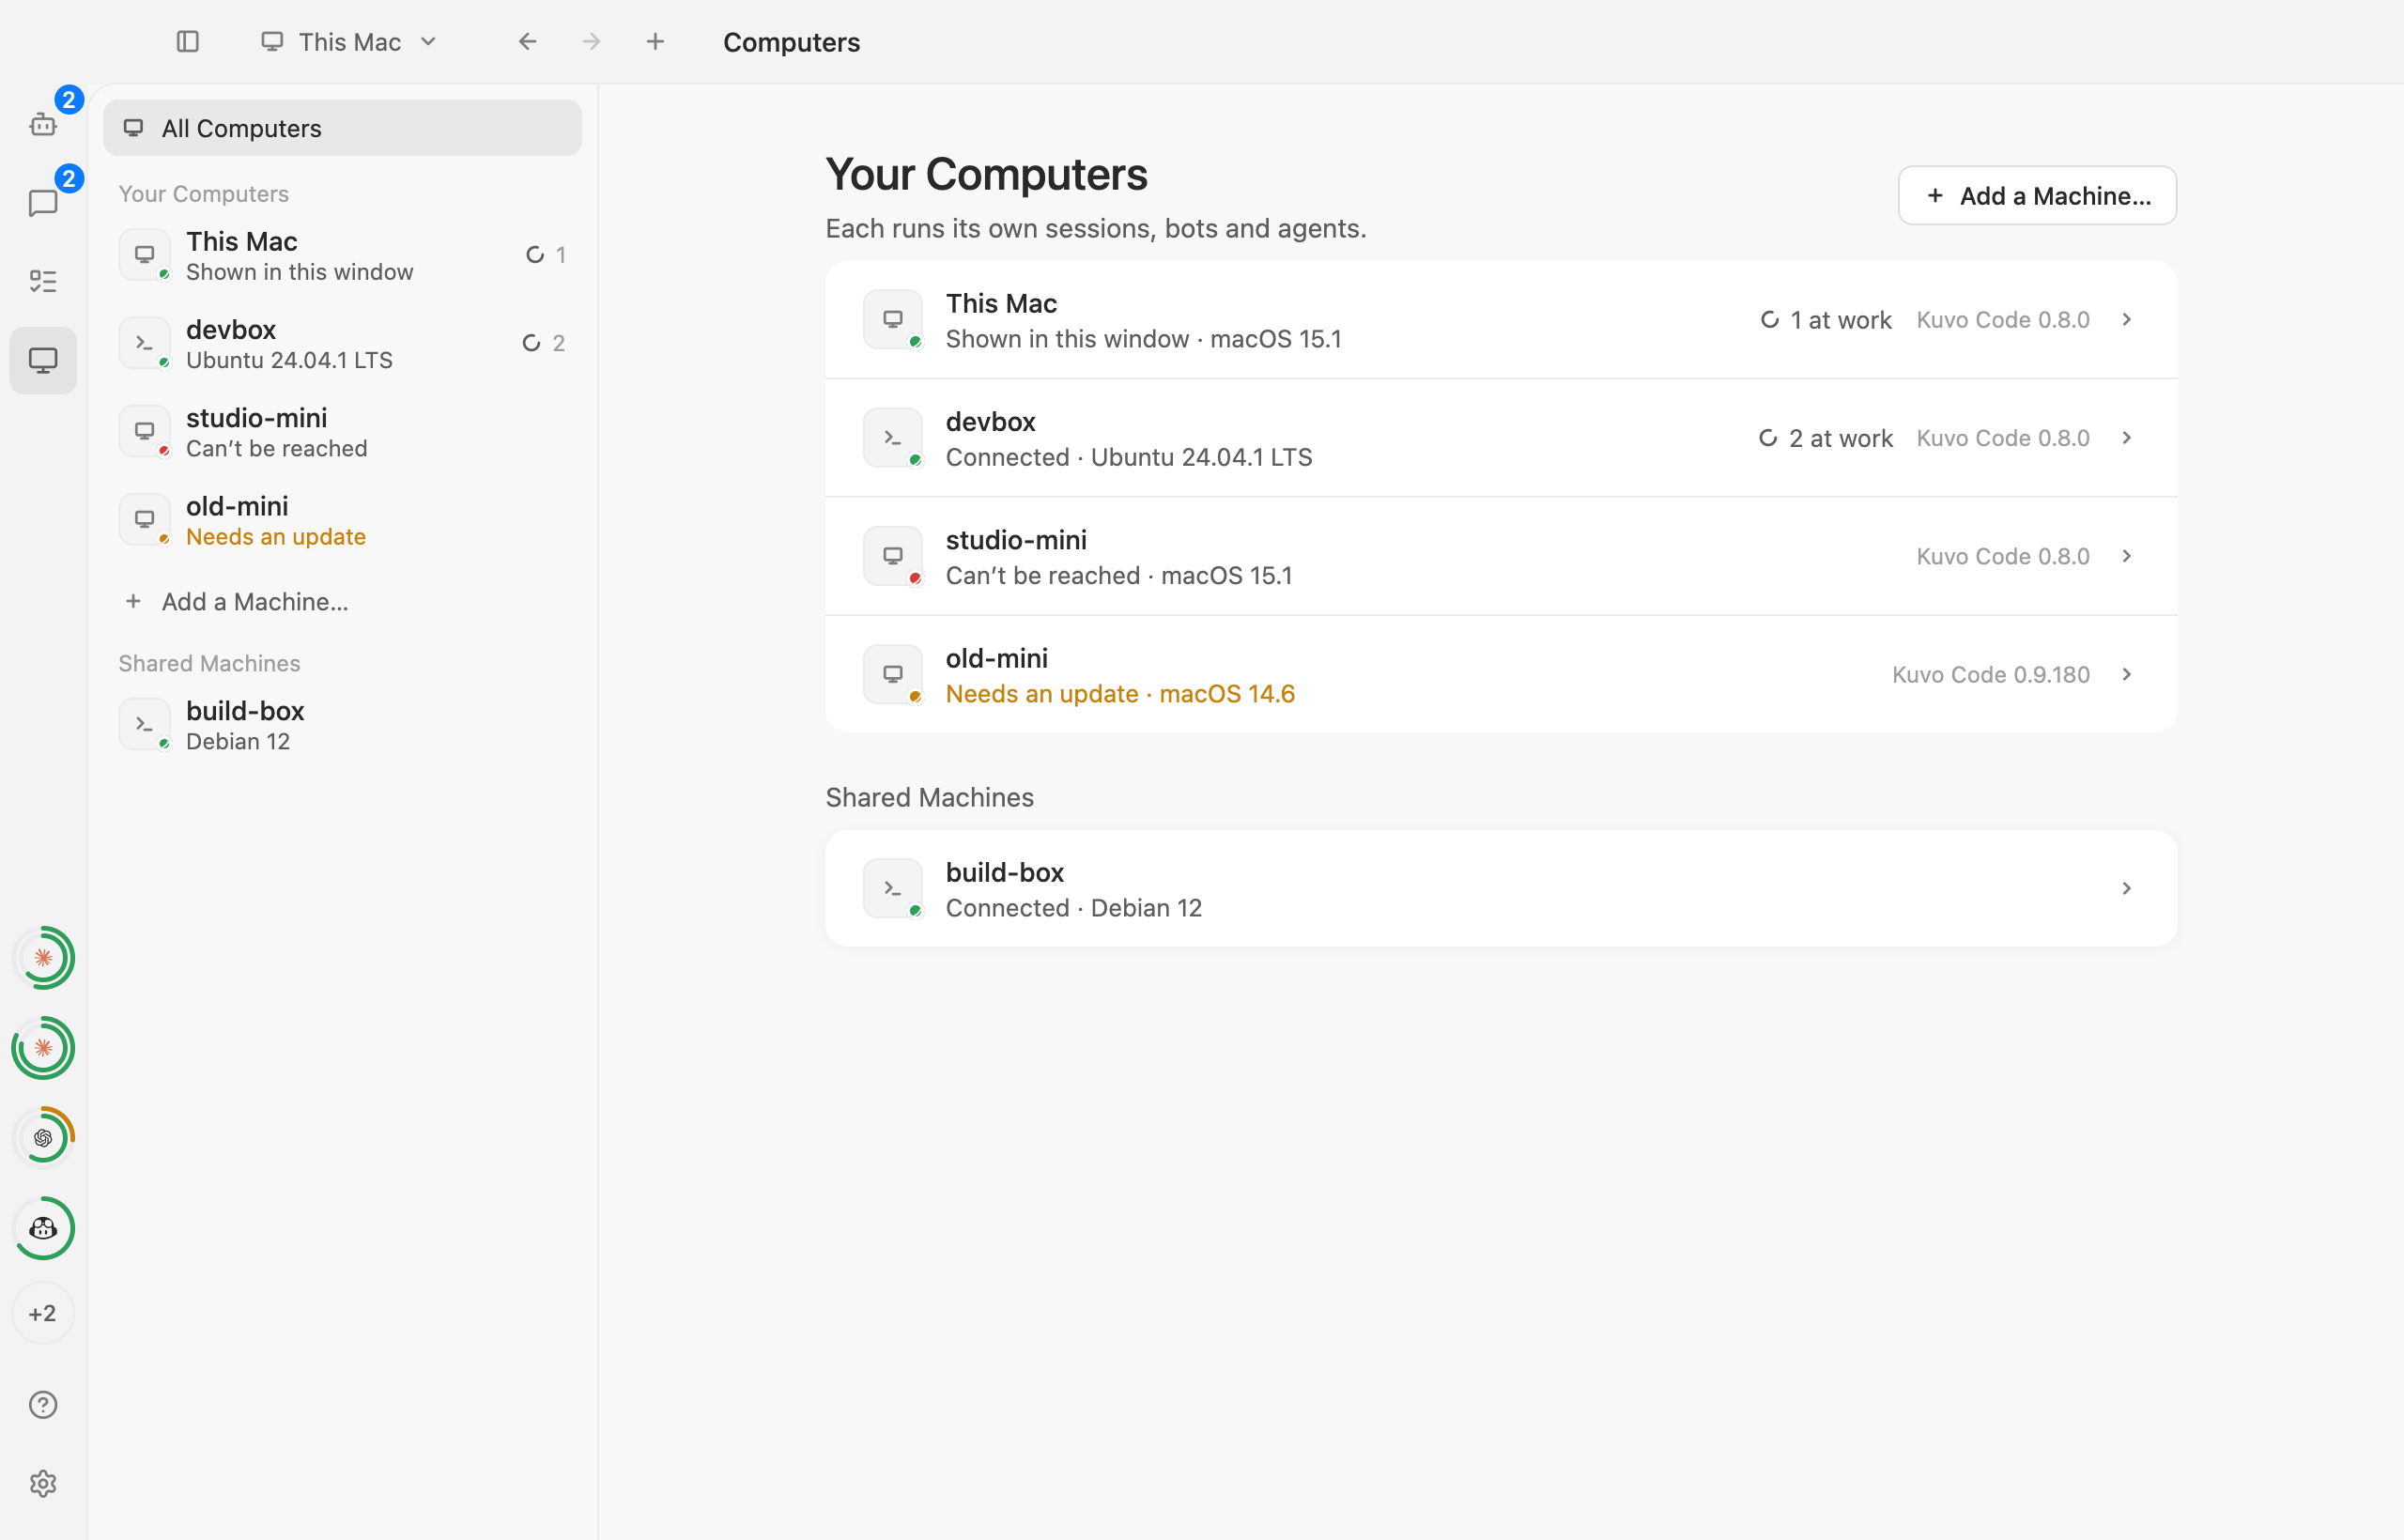 This Mac
Computers
2
2
All Computers
Your Computers
This Mac
Shown in this window
1
devbox
Ubuntu 24.04.1 LTS
2
studio-mini
Can’t be reached
old-mini
Needs an update
Add a Machine...
Shared Machines
build-box
Debian 12
+2
Your Computers
Each runs its own sessions, bots and agents.
Add a Machine...
This Mac
Shown in this window · macOS 15.1
1 at work
Kuvo Code 0.8.0
devbox
Connected · Ubuntu 24.04.1 LTS
2 at work
Kuvo Code 0.8.0
studio-mini
Can’t be reached · macOS 15.1
Kuvo Code 0.8.0
old-mini
Needs an update · macOS 14.6
Kuvo Code 0.9.180
Shared Machines
build-box
Connected · Debian 12